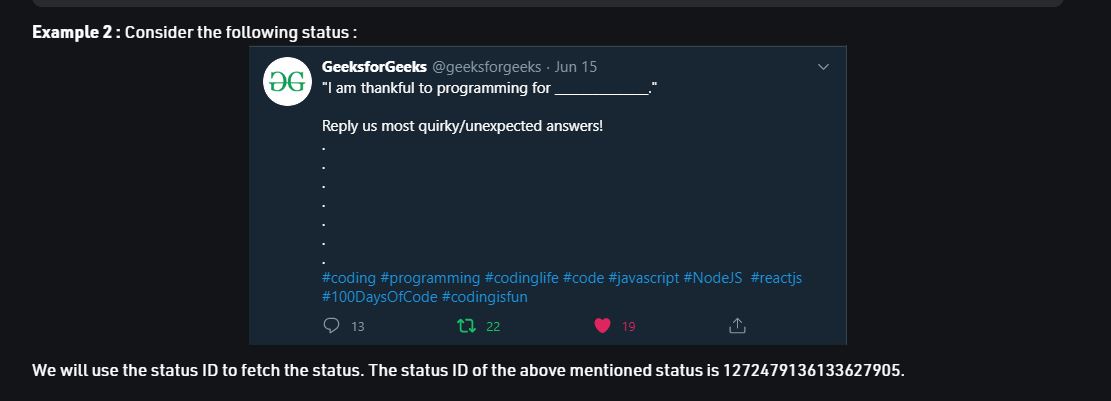 Example 2 : Consider the following status :
GeeksforGeeks @geeksforgeeks · Jun 15
"I am thankful to programming for _____________."
Reply us most quirky/unexpected answers!
.
.
.
.
.
.
.
#coding #programming #codinglife #code #javascript #NodeJS #reactjs
#100DaysOfCode #codingisfun
13 22 19
We will use the status ID to fetch the status. The status ID of the above mentioned status is 1272479136133627905.